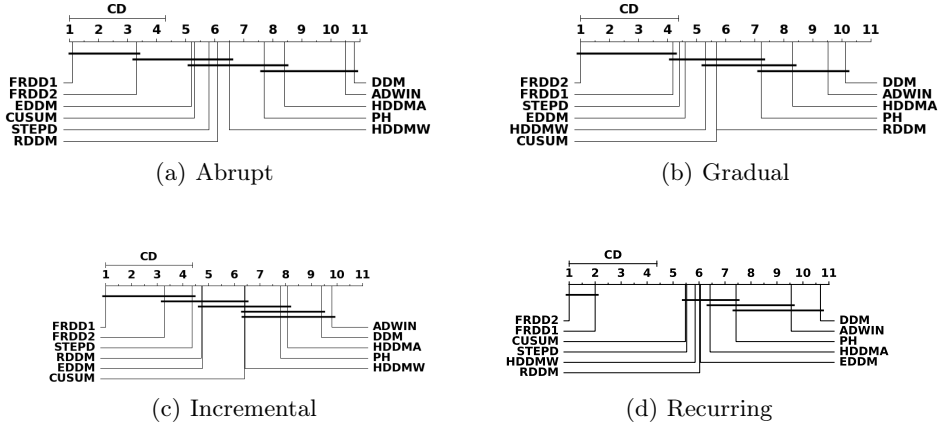 CD
1 2 3 4 5 6 7 8 9 10 11
FRDD1
FRDD2
EDDM
CUSUM
STEPD
RDDM
DDM
ADWIN
HDDMA
PH
HDDMW
(a) Abrupt
CD
1 2 3 4 5 6 7 8 9 10 11
FRDD2
FRDD1
STEPD
EDDM
HDDMW
CUSUM
DDM
ADWIN
HDDMA
PH
RDDM
(b) Gradual
CD
1 2 3 4 5 6 7 8 9 10 11
FRDD1
FRDD2
STEPD
RDDM
EDDM
CUSUM
ADWIN
DDM
HDDMA
PH
HDDMW
(c) Incremental
CD
1 2 3 4 5 6 7 8 9 10 11
FRDD2
FRDD1
CUSUM
STEPD
HDDMW
RDDM
DDM
ADWIN
PH
HDDMA
EDDM
(d) Recurring